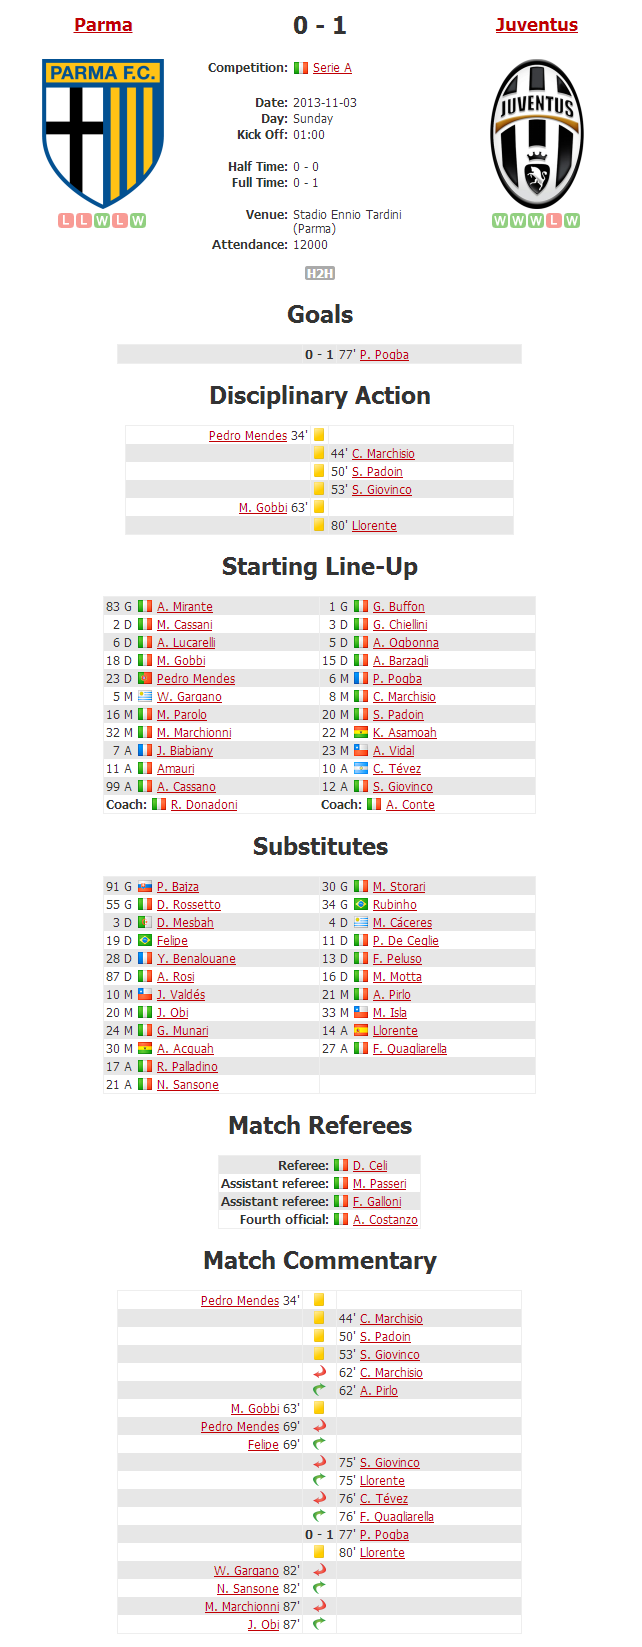 Parma 0 - 1 Juventus
PARMA F.C.
JUVENTUS
Competition: Serie A
Date: 2013-11-03
Day: Sunday
Kick Off: 01:00
Half Time: 0 - 0
Full Time: 0 - 1
Venue: Stadio Ennio Tardini
(Parma)
Attendance: 12000
L L W L W
W W W L W
H2H
Goals
0 - 1 77' P. Pogba
Disciplinary Action
Pedro Mendes 34'
44' C. Marchisio
50' S. Padoin
53' S. Giovinco
M. Gobbi 63'
80' Llorente
Starting Line-Up
83 G A. Mirante 1 G G. Buffon
2 D M. Cassani 3 D G. Chiellini
6 D A. Lucarelli 5 D A. Ogbonna
18 D M. Gobbi 15 D A. Barzagli
23 D Pedro Mendes 6 M P. Pogba
5 M W. Gargano 8 M C. Marchisio
16 M M. Parolo 20 M S. Padoin
32 M M. Marchionni 22 M K. Asamoah
7 A J. Biabiany 23 M A. Vidal
11 A Amauri 10 A C. Tévez
99 A A. Cassano 12 A S. Giovinco
Coach: R. Donadoni Coach: A. Conte
Substitutes
91 G P. Bajza 30 G M. Storari
55 G D. Rossetto 34 G Rubinho
3 D D. Mesbah 4 D M. Cáceres
19 D Felipe 11 D P. De Ceglie
28 D Y. Benalouane 13 D F. Peluso
87 D A. Rosi 16 D M. Motta
10 M J. Valdés 21 M A. Pirlo
20 M J. Obi 33 M M. Isla
24 M G. Munari 14 A Llorente
30 M A. Acquah 27 A F. Quagliarella
17 A R. Palladino
21 A N. Sansone
Match Referees
Referee: D. Celi
Assistant referee: M. Passeri
Assistant referee: F. Galloni
Fourth official: A. Costanzo
Match Commentary
Pedro Mendes 34'
44' C. Marchisio
50' S. Padoin
53' S. Giovinco
62' C. Marchisio
62' A. Pirlo
M. Gobbi 63'
Pedro Mendes 69'
Felipe 69'
75' S. Giovinco
75' Llorente
76' C. Tévez
76' F. Quagliarella
0 - 1 77' P. Pogba
80' Llorente
W. Gargano 82'
N. Sansone 82'
M. Marchionni 87'
J. Obi 87'